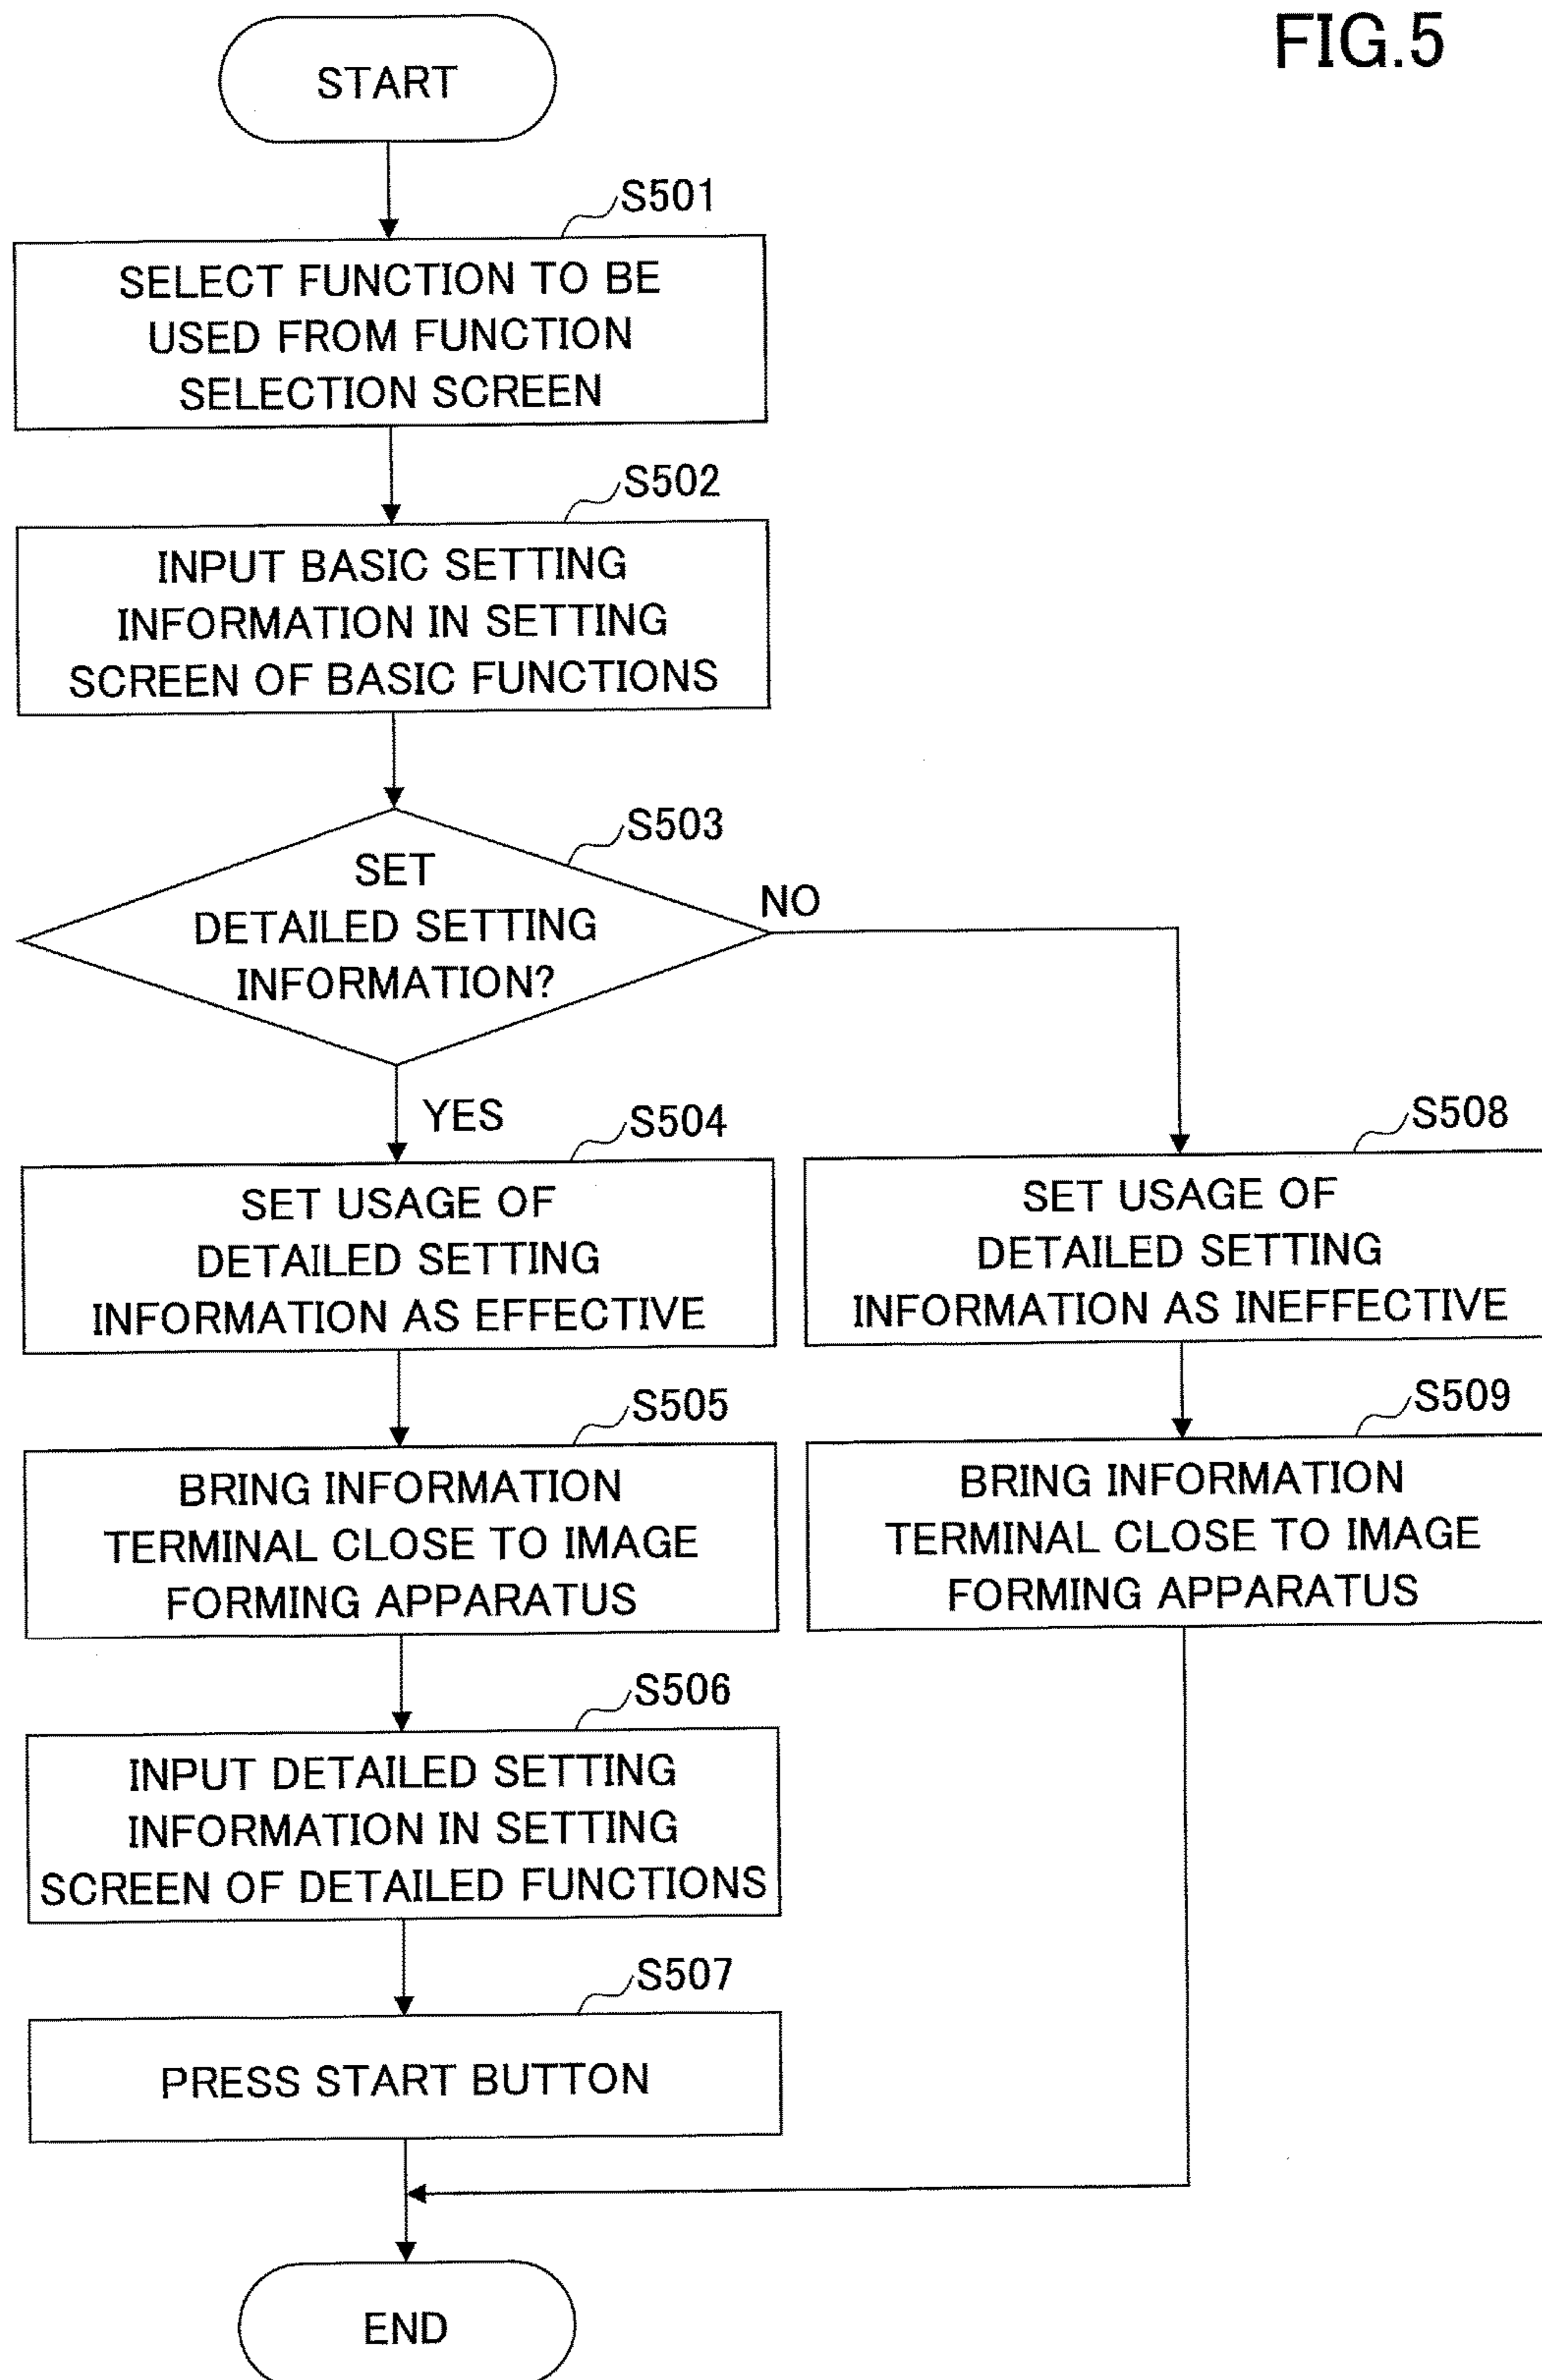 FIG.5
START
S501
SELECT FUNCTION TO BE
USED FROM FUNCTION
SELECTION SCREEN
S502
INPUT BASIC SETTING
INFORMATION IN SETTING
SCREEN OF BASIC FUNCTIONS
S503
SET
DETAILED SETTING
INFORMATION?
NO
YES
S504
SET USAGE OF
DETAILED SETTING
INFORMATION AS EFFECTIVE
S508
SET USAGE OF
DETAILED SETTING
INFORMATION AS INEFFECTIVE
S505
BRING INFORMATION
TERMINAL CLOSE TO IMAGE
FORMING APPARATUS
S509
BRING INFORMATION
TERMINAL CLOSE TO IMAGE
FORMING APPARATUS
S506
INPUT DETAILED SETTING
INFORMATION IN SETTING
SCREEN OF DETAILED FUNCTIONS
S507
PRESS START BUTTON
END